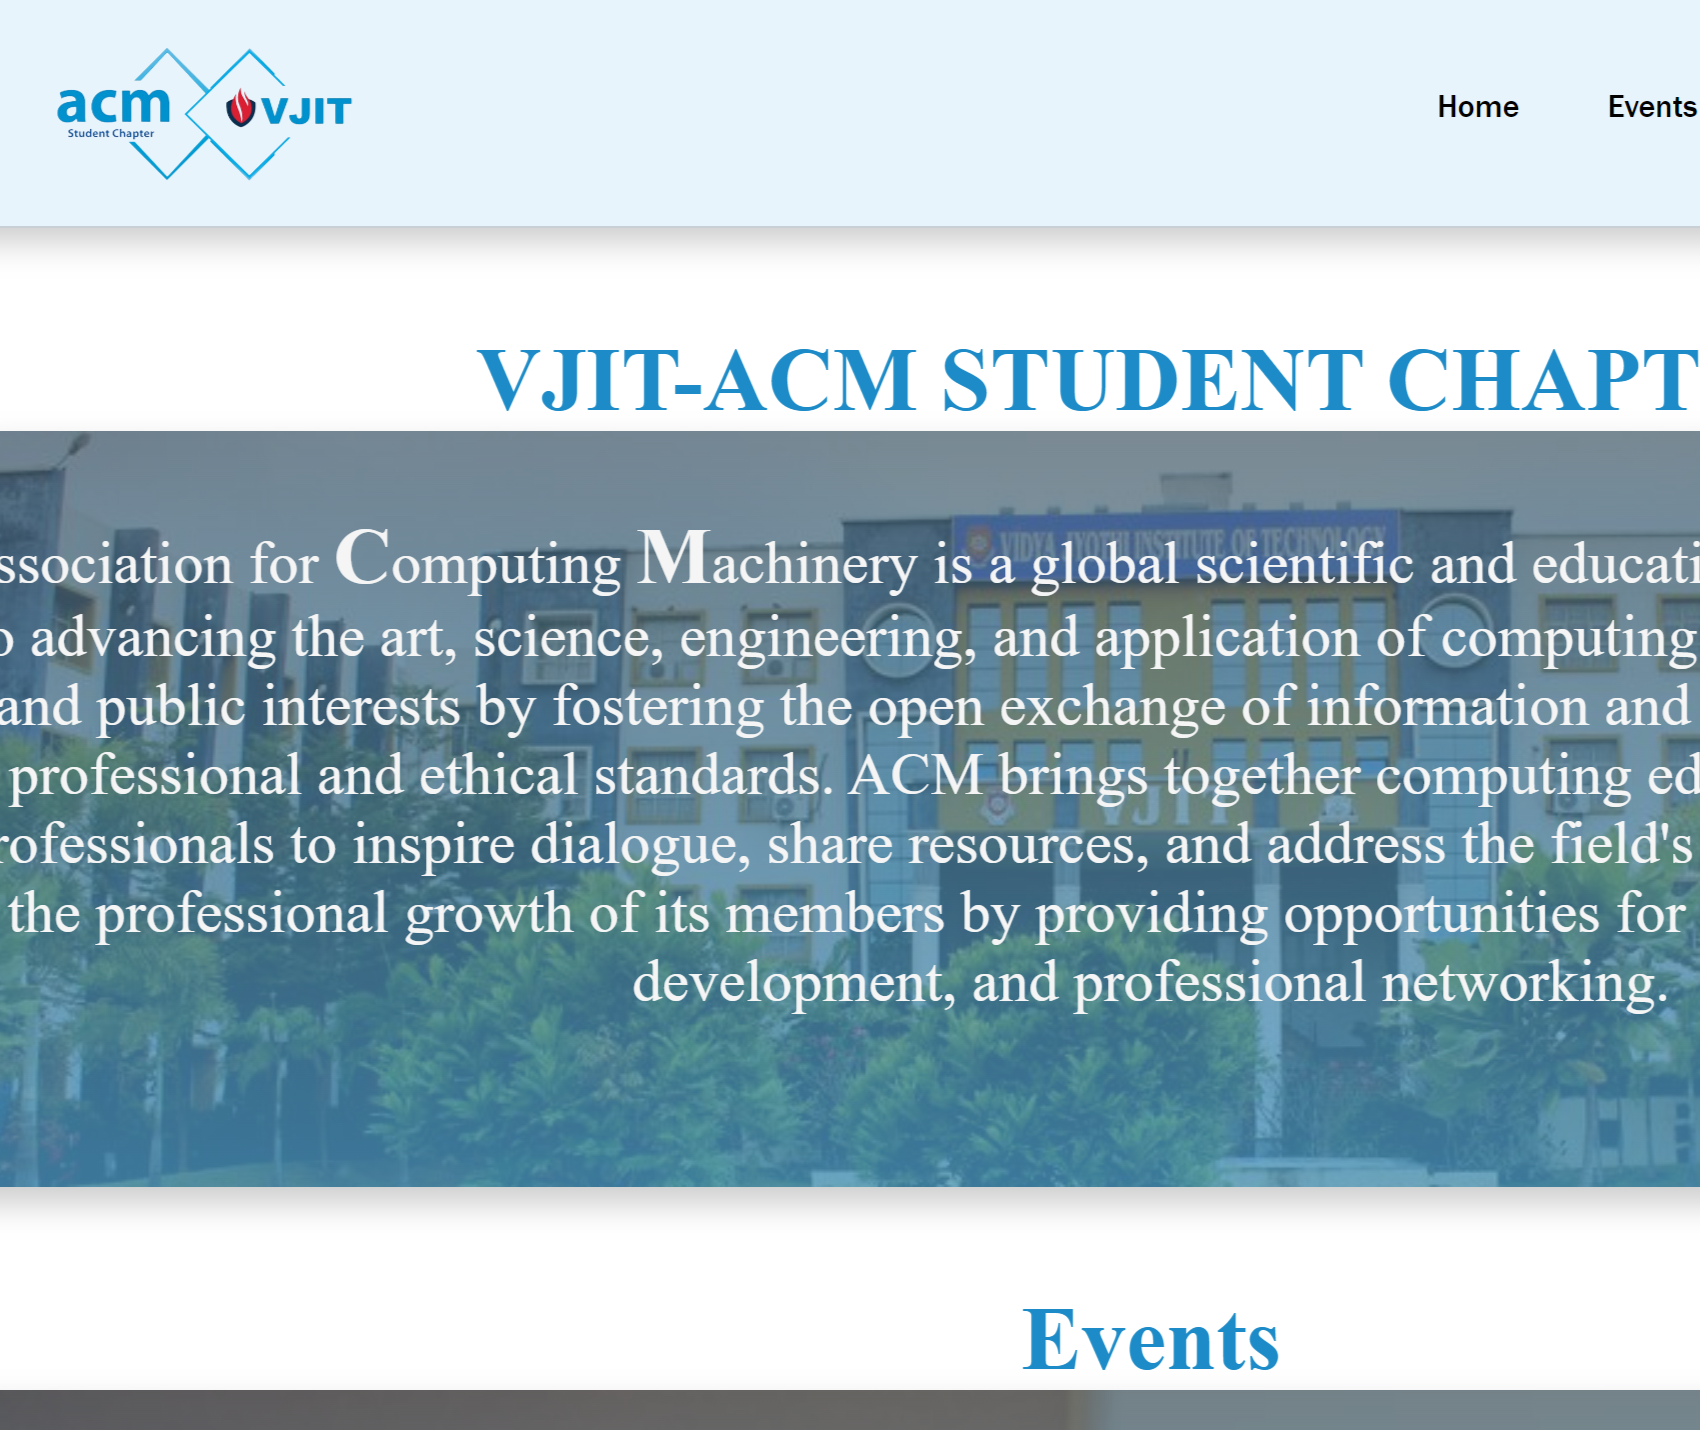 acm
Student Chapter
VJIT
Home
Events
VJIT-ACM STUDENT CHAPT
VIDYA JYOTHI INSTITUTE OF TECHNOLOGY
ssociation for Computing Machinery is a global scientific and educati
o advancing the art, science, engineering, and application of computing
and public interests by fostering the open exchange of information and
professional and ethical standards. ACM brings together computing ed
rofessionals to inspire dialogue, share resources, and address the field's
the professional growth of its members by providing opportunities for
development, and professional networking.
VJIT
Events